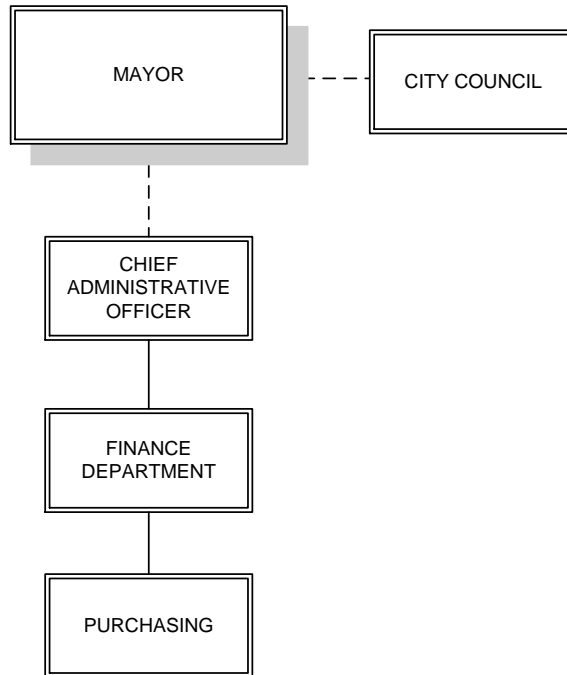 MAYOR
CITY COUNCIL
CHIEF
ADMINISTRATIVE
OFFICER
FINANCE
DEPARTMENT
PURCHASING